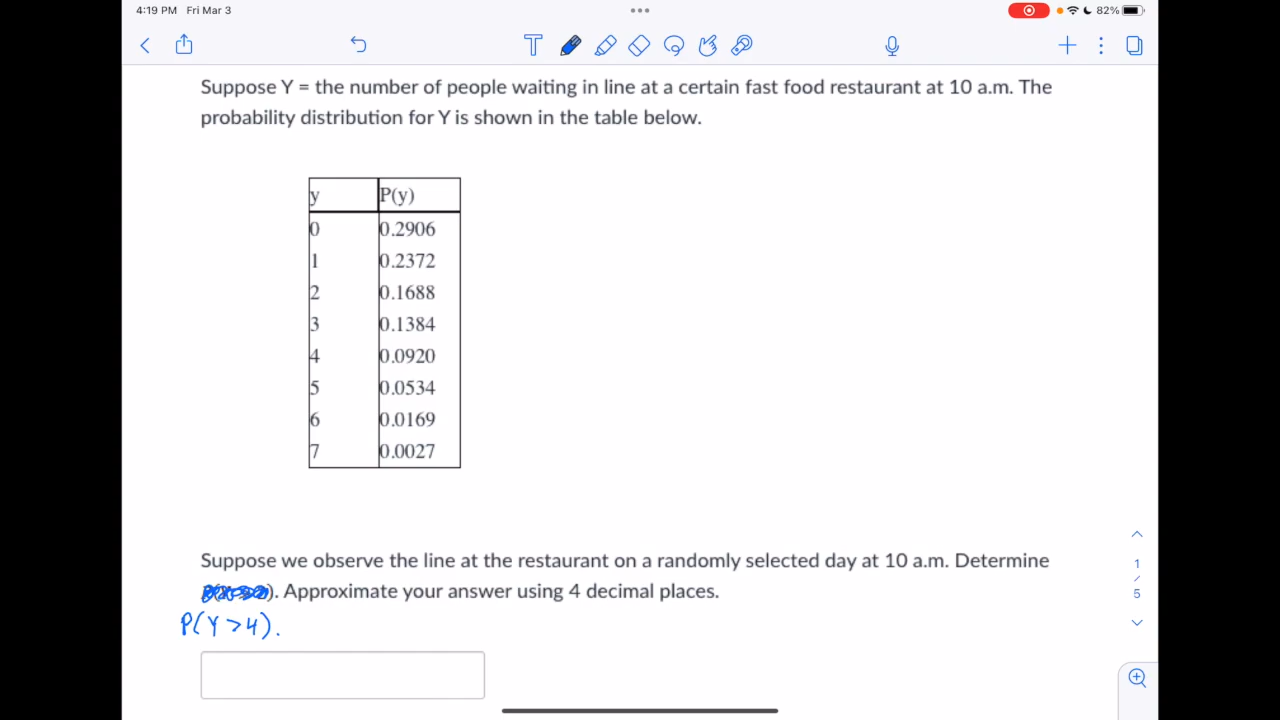 4:19 PM Fri Mar 3
82%
T
Suppose Y = the number of people waiting in line at a certain fast food restaurant at 10 a.m. The
probability distribution for Y is shown in the table below.
y P(y)
0 0.2906
1 0.2372
2 0.1688
3 0.1384
4 0.0920
5 0.0534
6 0.0169
7 0.0027
Suppose we observe the line at the restaurant on a randomly selected day at 10 a.m. Determine
). Approximate your answer using 4 decimal places.
P(Y>4).
1
/
5